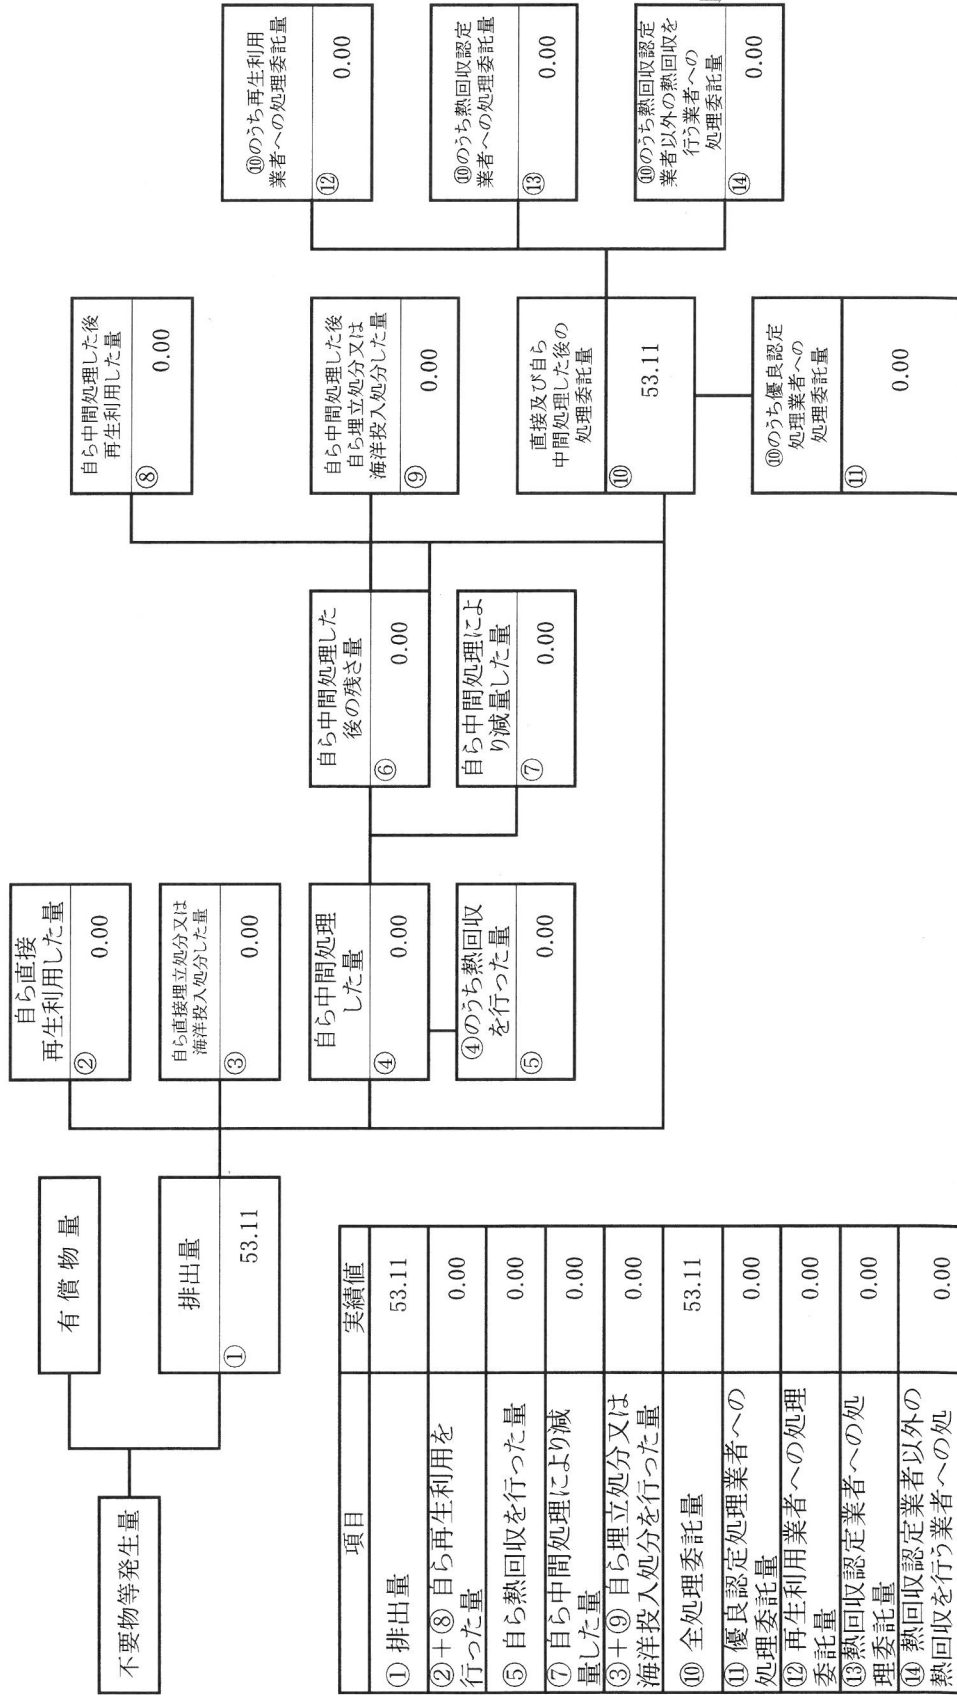 不要物等発生量
有償物量
排出量
①
53.11
自ら直接
再生利用した量
②
0.00
自ら直接埋立処分又は
海洋投入処分した量
③
0.00
自ら中間処理
した量
④
0.00
④のうち熱回収
を行った量
⑤
0.00
自ら中間処理した
後の残さ量
⑥
0.00
自ら中間処理によ
り減量した量
⑦
0.00
自ら中間処理した後
再生利用した量
⑧
0.00
自ら中間処理した後
自ら埋立処分又は
海洋投入処分した量
⑨
0.00
直接及び自ら
中間処理した後の
処理委託量
⑩
53.11
⑩のうち優良認定
処理業者への
処理委託量
⑪
0.00
⑩のうち再生利用
業者への処理委託量
⑫
0.00
⑩のうち熱回収認定
業者への処理委託量
⑬
0.00
⑩のうち熱回収認定
業者以外の熱回収を
行う業者への
処理委託量
⑭
0.00
項目 実績値
① 排出量 53.11
②+⑧ 自ら再生利用を
行った量 0.00
⑤ 自ら熱回収を行った量 0.00
⑦ 自ら中間処理により減
量した量 0.00
③+⑨ 自ら埋立処分又は
海洋投入処分を行った量 0.00
⑩ 全処理委託量 53.11
⑪ 優良認定処理業者への
処理委託量 0.00
⑫ 再生利用業者への処理
委託量 0.00
⑬熱回収認定業者への処
理委託量 0.00
⑭ 熱回収認定業者以外の
熱回収を行う業者への処 0.00